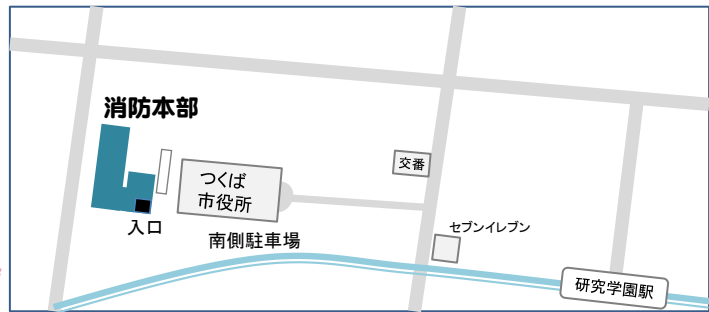 消防本部
交番
つくば
市役所
セブンイレブン
入口
南側駐車場
研究学園駅